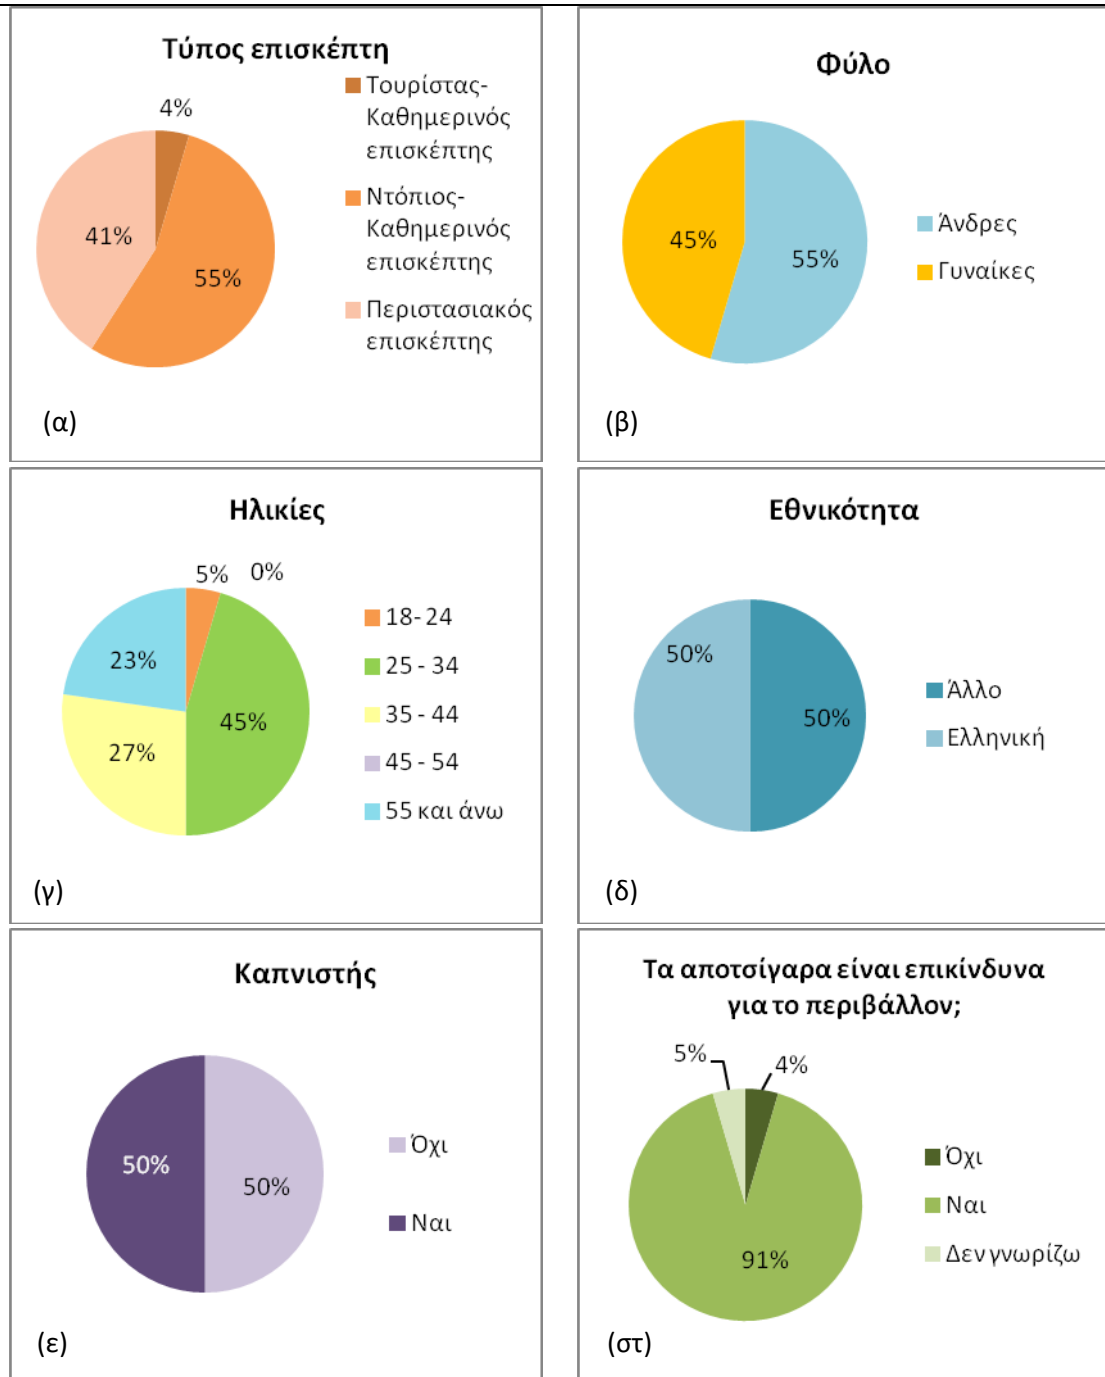 Τύπος επισκέπτη
4%
41%
55%
Τουρίστας-
Καθημερινός
επισκέπτης
Ντόπιος-
Καθημερινός
επισκέπτης
Περιστασιακός
επισκέπτης
(α)
Φύλο
45%
55%
Άνδρες
Γυναίκες
(β)
Ηλικίες
5%
0%
23%
45%
27%
18- 24
25 - 34
35 - 44
45 - 54
55 και άνω
(γ)
Εθνικότητα
50%
50%
Άλλο
Ελληνική
(δ)
Καπνιστής
50%
50%
Όχι
Ναι
(ε)
Τα αποτσίγαρα είναι επικίνδυνα
για το περιβάλλον;
5%
4%
91%
Όχι
Ναι
Δεν γνωρίζω
(στ)